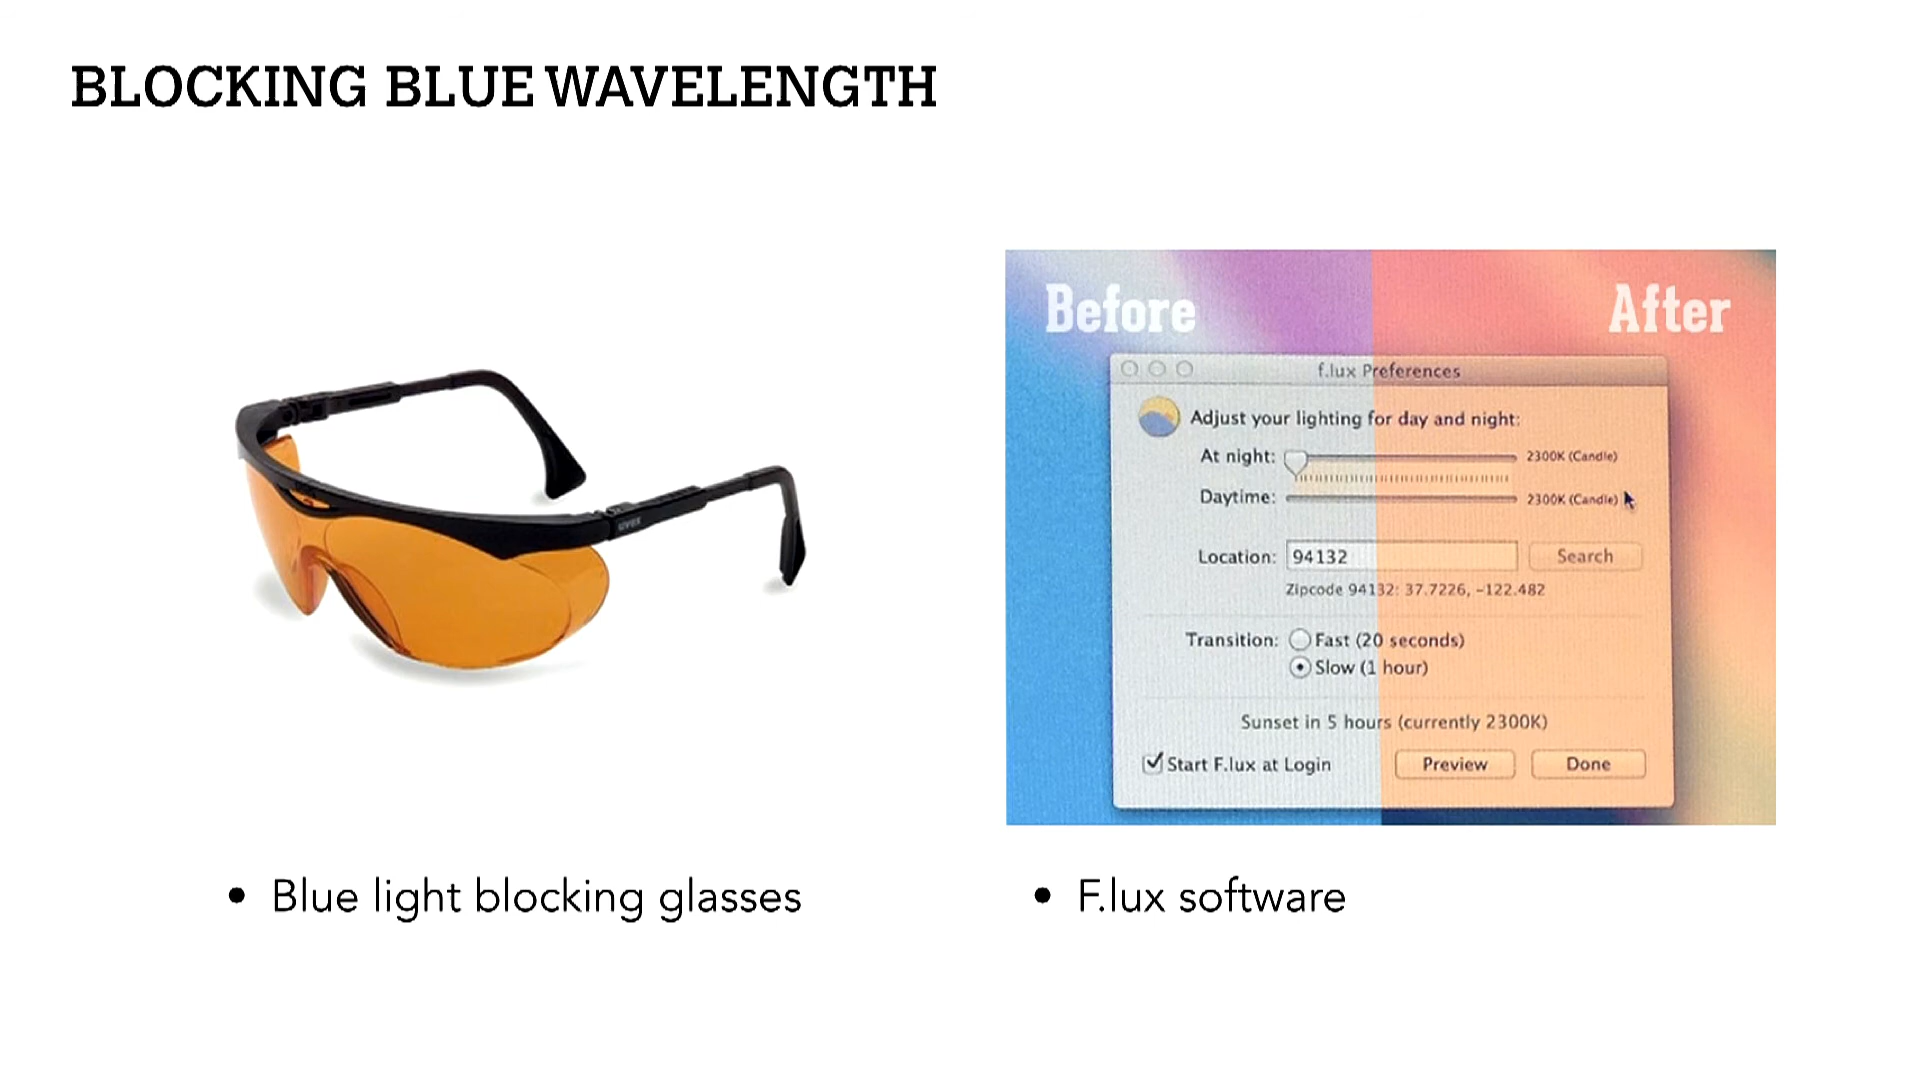 BLOCKING BLUE WAVELENGTH
uvex
Before
After
f.lux Preferences
Adjust your lighting for day and night:
At night: 2300K (Candle)
Daytime: 2300K (Candle)
Location: 94132 Search
Zipcode 94132: 37.7226, -122.482
Transition: Fast (20 seconds)
Slow (1 hour)
Sunset in 5 hours (currently 2300K)
Start F.lux at Login Preview Done
• Blue light blocking glasses
• F.lux software